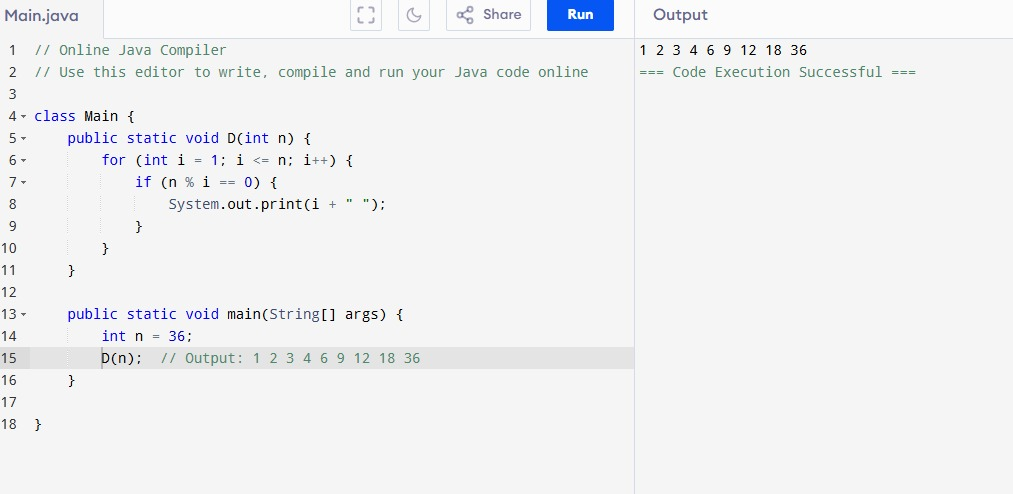 Main.java
Share
Run
Output
1 // Online Java Compiler
2 // Use this editor to write, compile and run your Java code online
3
4 class Main {
5     public static void D(int n) {
6         for (int i = 1; i <= n; i++) {
7             if (n % i == 0) {
8                 System.out.print(i + " ");
9             }
10         }
11     }
12
13     public static void main(String[] args) {
14         int n = 36;
15         D(n);  // Output: 1 2 3 4 6 9 12 18 36
16     }
17
18 }
1 2 3 4 6 9 12 18 36
=== Code Execution Successful ===